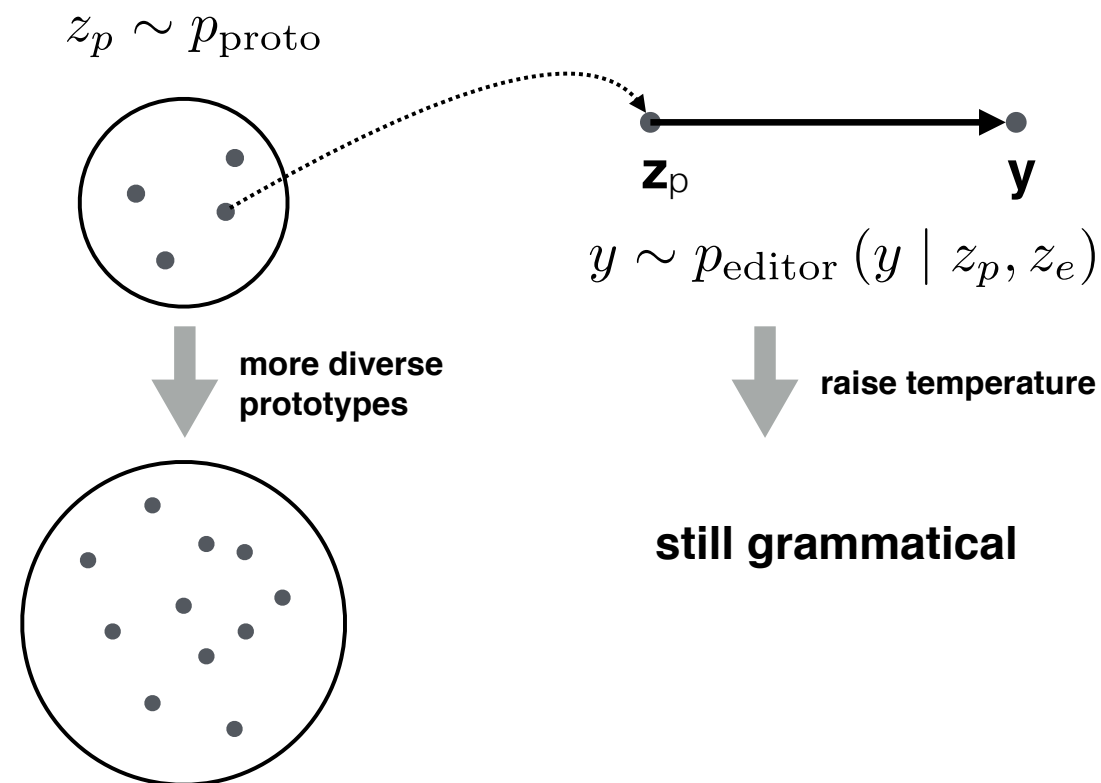 z_p ∼ p_proto
z_p
y
y ∼ p_editor (y | z_p, z_e)
more diverse
prototypes
raise temperature
still grammatical